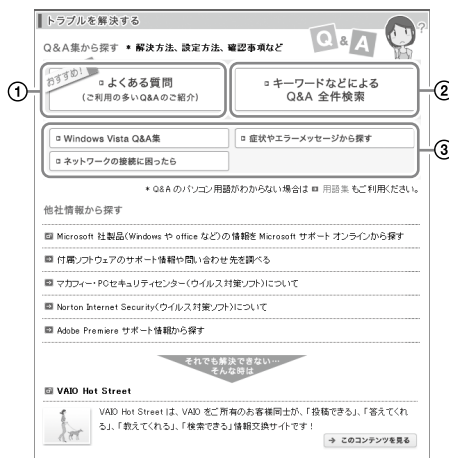 トラブルを解決する
Q&A集から探す ＊ 解決方法、設定方法、確認事項など
Q & A ?
おすすめ!
よくある質問
(ご利用の多いQ&Aのご紹介)
キーワードなどによる
Q&A 全件検索
①
②
Windows Vista Q&A集
症状やエラーメッセージから探す
③
ネットワークの接続に困ったら
＊ Q&A のパソコン用語がわからない場合は 用語集 もご利用ください。
他社情報から探す
Microsoft 社製品(Windows や office など)の情報を Microsoft サポート オンラインから探す
付属ソフトウェアのサポート情報や問い合わせ先を調べる
マカフィー・PCセキュリティセンター(ウイルス対策ソフト)について
Norton Internet Security(ウイルス対策ソフト)について
Adobe Premiere サポート情報から探す
それでも解決できない…
そんな時は
VAIO Hot Street
VAIO Hot Street は、VAIO をご所有のお客様同士が、「投稿できる」、「答えてくれ
る」、「教えてくれる」、「検索できる」情報交換サイトです！
→ このコンテンツを見る